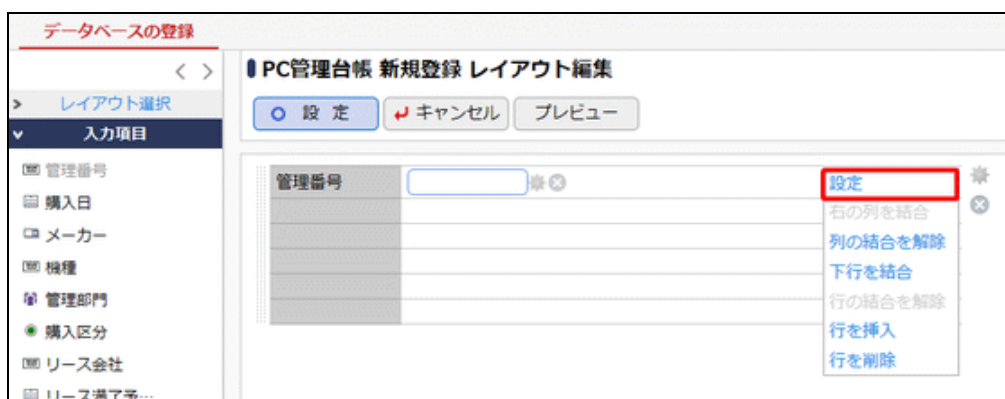 データベースの登録
< >
レイアウト選択
入力項目
管理番号
購入日
メーカー
機種
管理部門
購入区分
リース会社
リース満了予…
PC管理台帳 新規登録 レイアウト編集
設 定
キャンセル
プレビュー
管理番号
設定
右の列を結合
列の結合を解除
下行を結合
行の結合を解除
行を挿入
行を削除